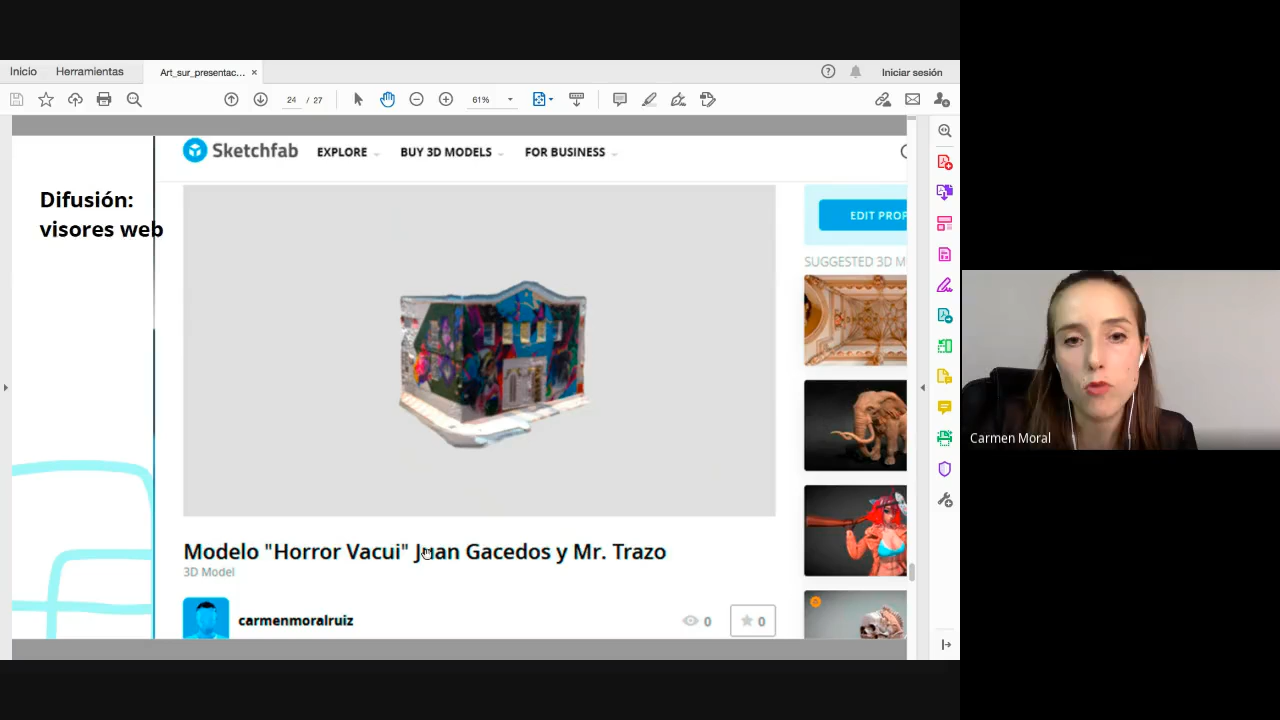 Inicio Herramientas Art_sur_presentac... × Iniciar sesión
24 / 27 61%
Difusión:
visores web
Sketchfab EXPLORE BUY 3D MODELS FOR BUSINESS
EDIT PROP
SUGGESTED 3D M
Modelo "Horror Vacui" Juan Gacedos y Mr. Trazo
3D Model
carmenmoralruiz 0 0
Carmen Moral